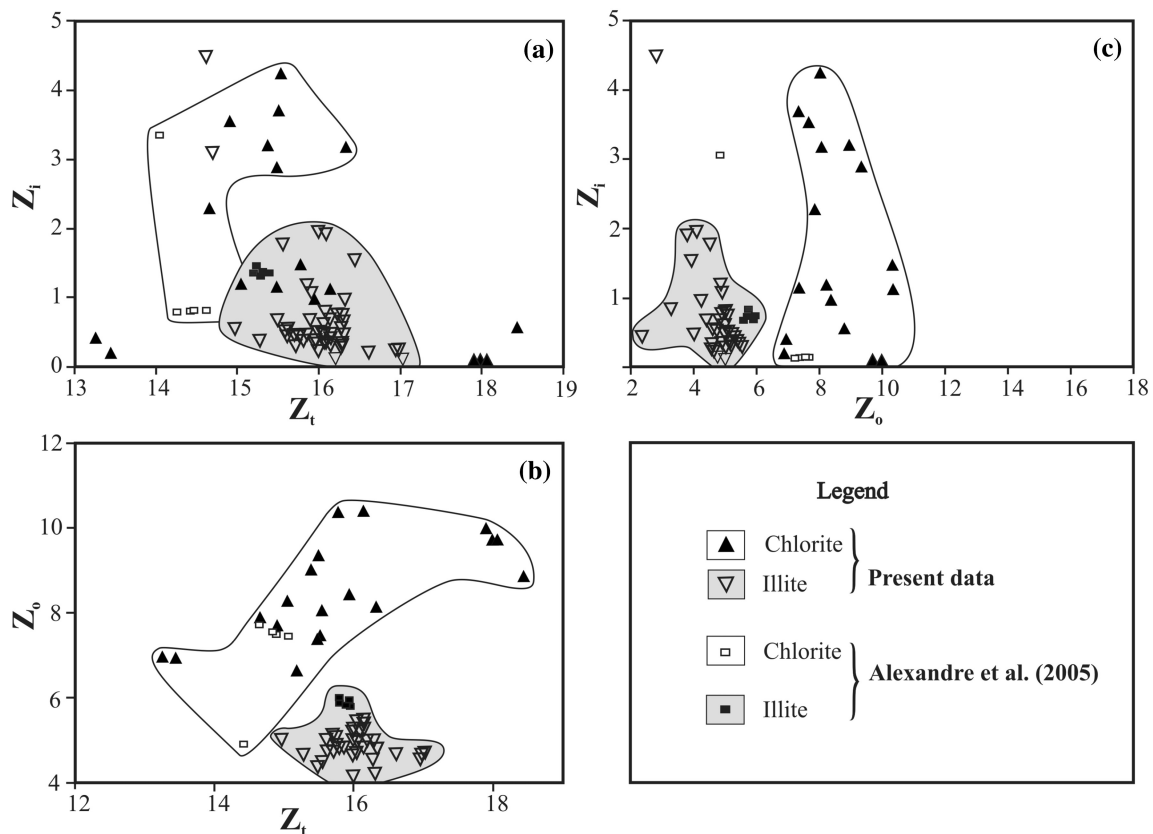 (a)
5
4
3
2
1
0
Zi
13
14
15
16
17
18
19
Zt
(c)
5
4
3
2
1
0
Zi
2
4
6
8
10
12
14
16
18
Zo
(b)
12
10
8
6
4
Zo
12
14
16
18
Zt
Legend
Chlorite
Illite
Present data
Chlorite
Illite
Alexandre et al. (2005)